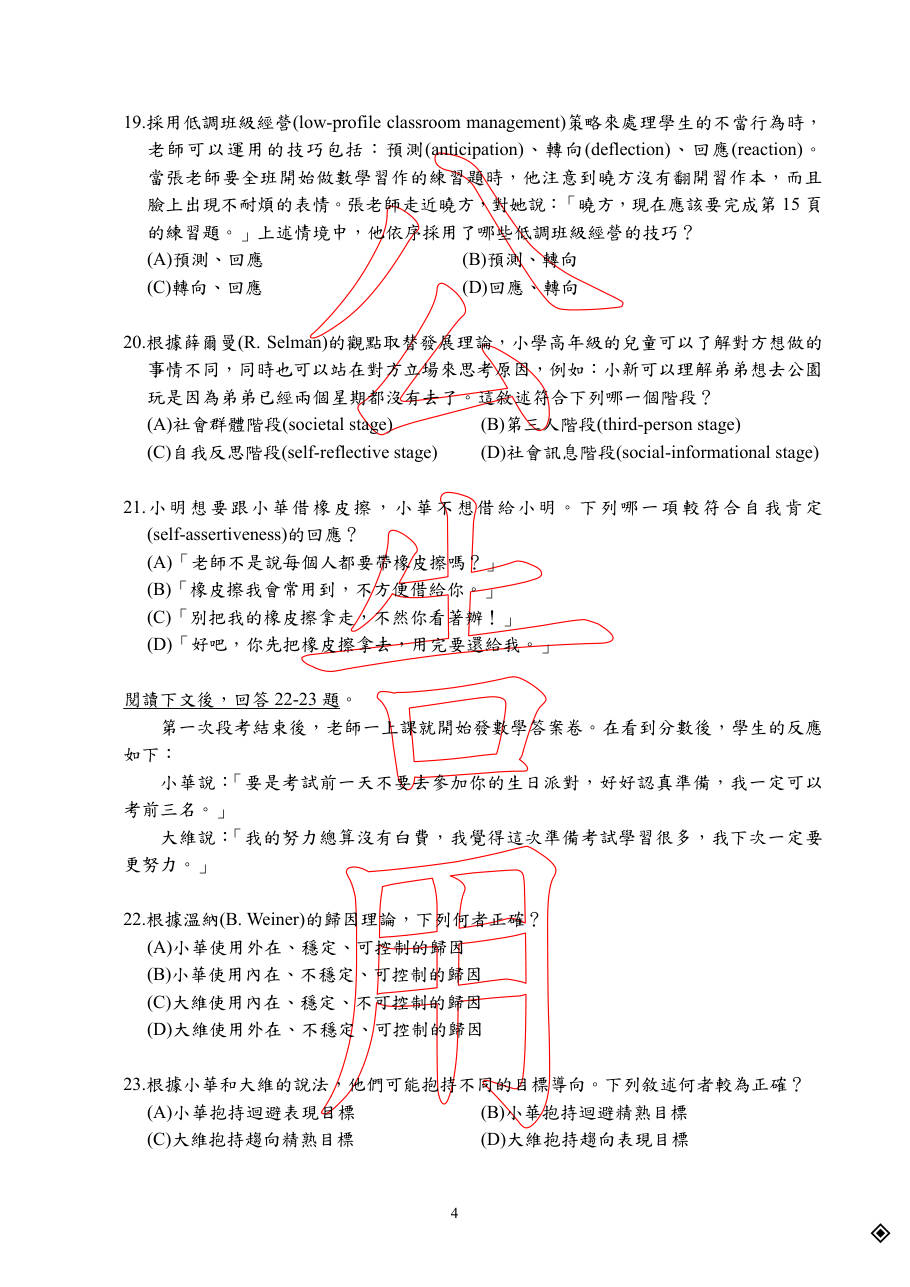 19.採用低調班級經營(low-profile classroom management)策略來處理學生的不當行為時，
老師可以運用的技巧包括：預測(anticipation)、轉向(deflection)、回應(reaction)。
當張老師要全班開始做數學習作的練習題時，他注意到曉方沒有翻開習作本，而且
臉上出現不耐煩的表情。張老師走近曉方，對她說：「曉方，現在應該要完成第 15 頁
的練習題。」上述情境中，他依序採用了哪些低調班級經營的技巧？
(A)預測、回應 (B)預測、轉向
(C)轉向、回應 (D)回應、轉向
20.根據薛爾曼(R. Selman)的觀點取替發展理論，小學高年級的兒童可以了解對方想做的
事情不同，同時也可以站在對方立場來思考原因，例如：小新可以理解弟弟想去公園
玩是因為弟弟已經兩個星期都沒有去了。這敘述符合下列哪一個階段？
(A)社會群體階段(societal stage) (B)第三人階段(third-person stage)
(C)自我反思階段(self-reflective stage) (D)社會訊息階段(social-informational stage)
21.小明想要跟小華借橡皮擦，小華不想借給小明。下列哪一項較符合自我肯定
(self-assertiveness)的回應？
(A)「老師不是說每個人都要帶橡皮擦嗎？」
(B)「橡皮擦我會常用到，不方便借給你。」
(C)「別把我的橡皮擦拿走，不然你看著辦！」
(D)「好吧，你先把橡皮擦拿去，用完要還給我。」
閱讀下文後，回答 22-23 題。
第一次段考結束後，老師一上課就開始發數學答案卷。在看到分數後，學生的反應
如下：
小華說：「要是考試前一天不要去參加你的生日派對，好好認真準備，我一定可以
考前三名。」
大維說：「我的努力總算沒有白費，我覺得這次準備考試學習很多，我下次一定要
更努力。」
22.根據溫納(B. Weiner)的歸因理論，下列何者正確？
(A)小華使用外在、穩定、可控制的歸因
(B)小華使用內在、不穩定、可控制的歸因
(C)大維使用內在、穩定、不可控制的歸因
(D)大維使用外在、不穩定、可控制的歸因
23.根據小華和大維的說法，他們可能抱持不同的目標導向。下列敘述何者較為正確？
(A)小華抱持迴避表現目標 (B)小華抱持迴避精熟目標
(C)大維抱持趨向精熟目標 (D)大維抱持趨向表現目標
公告用
4